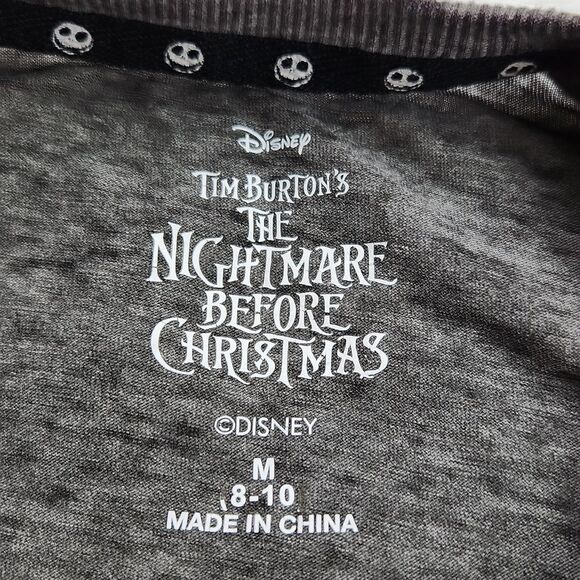 Disney
TIM BURTON'S
THE
NIGHTMARE
BEFORE
CHRISTMAS
©DISNEY
M
8-10
MADE IN CHINA